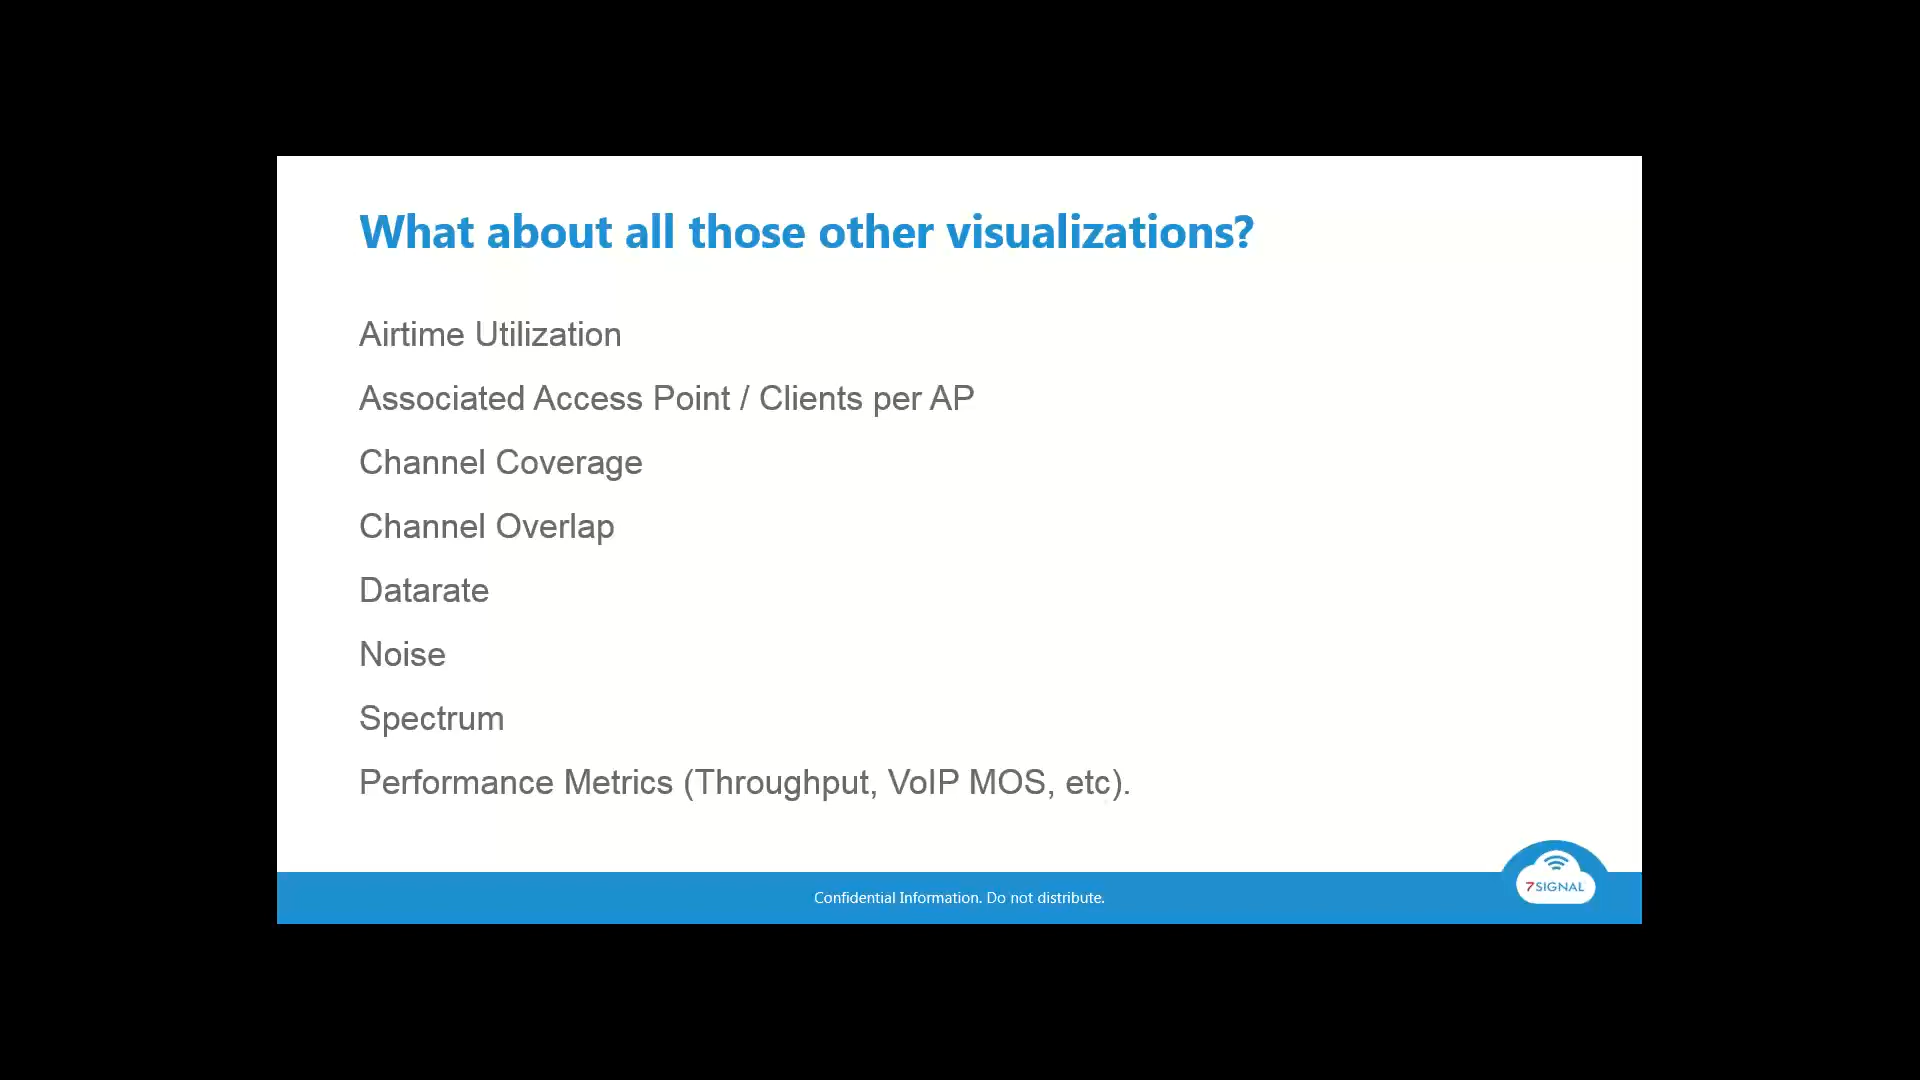 What about all those other visualizations?
Airtime Utilization
Associated Access Point / Clients per AP
Channel Coverage
Channel Overlap
Datarate
Noise
Spectrum
Performance Metrics (Throughput, VoIP MOS, etc).
Confidential Information. Do not distribute.
7SIGNAL